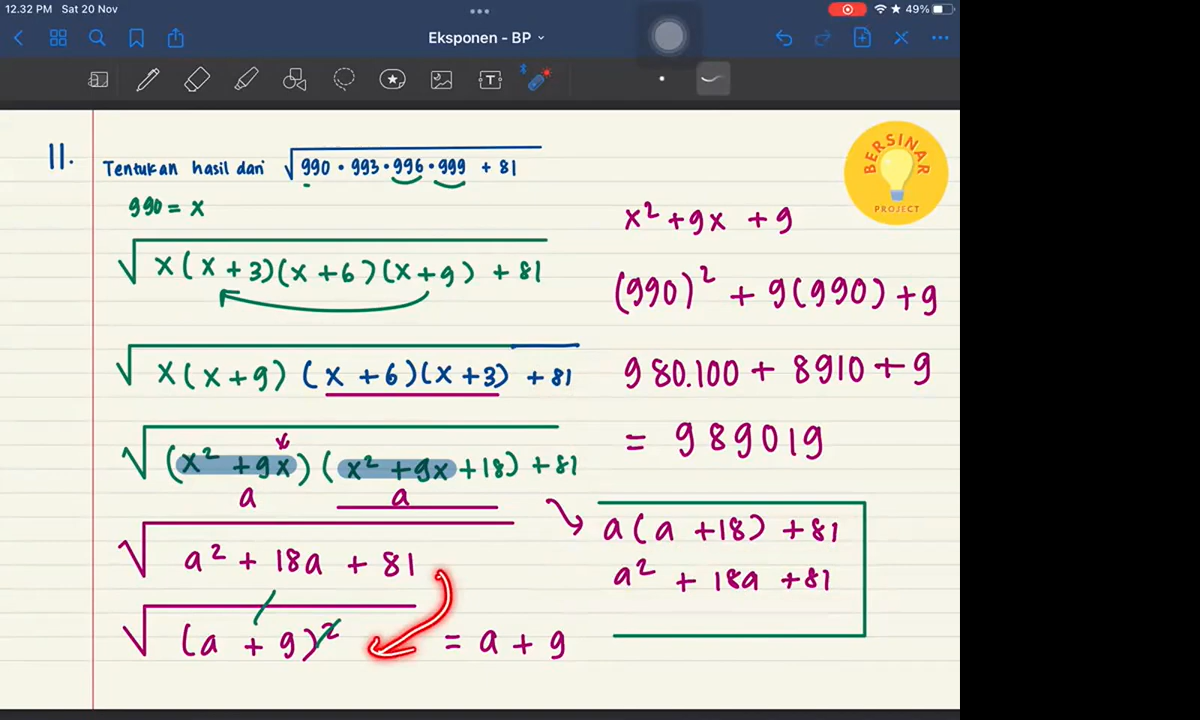 12.32 PM Sat 20 Nov
49%
Eksponen - BP
11. Tentukan hasil dari √990 · 993 · 996 · 999 + 81
990 = x
√x(x + 3)(x + 6)(x + 9) + 81
√x(x + 9) (x + 6)(x + 3) + 81
√(x² + 9x) (x² + 9x + 18) + 81
a a
√a² + 18a + 81
√(a + 9)² = a + 9
BERSINAR
PROJECT
x² + 9x + 9
(990)² + 9(990) + 9
980.100 + 8910 + 9
= 989019
a(a + 18) + 81
a² + 18a + 81